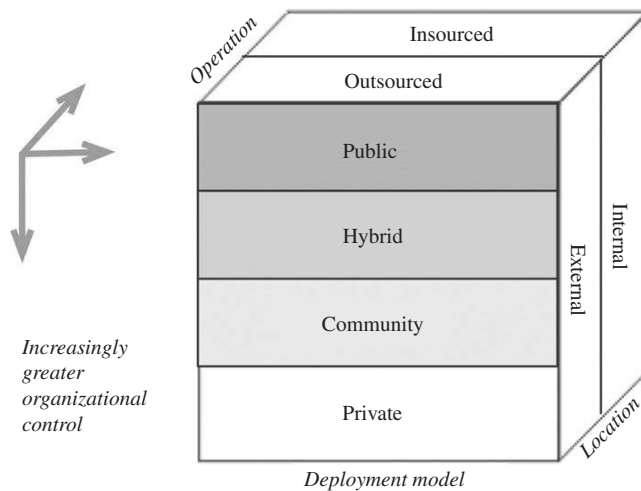 Operation
Insourced
Outsourced
Public
Hybrid
Community
Private
External
Internal
Location
Deployment model
Increasingly
greater
organizational
control